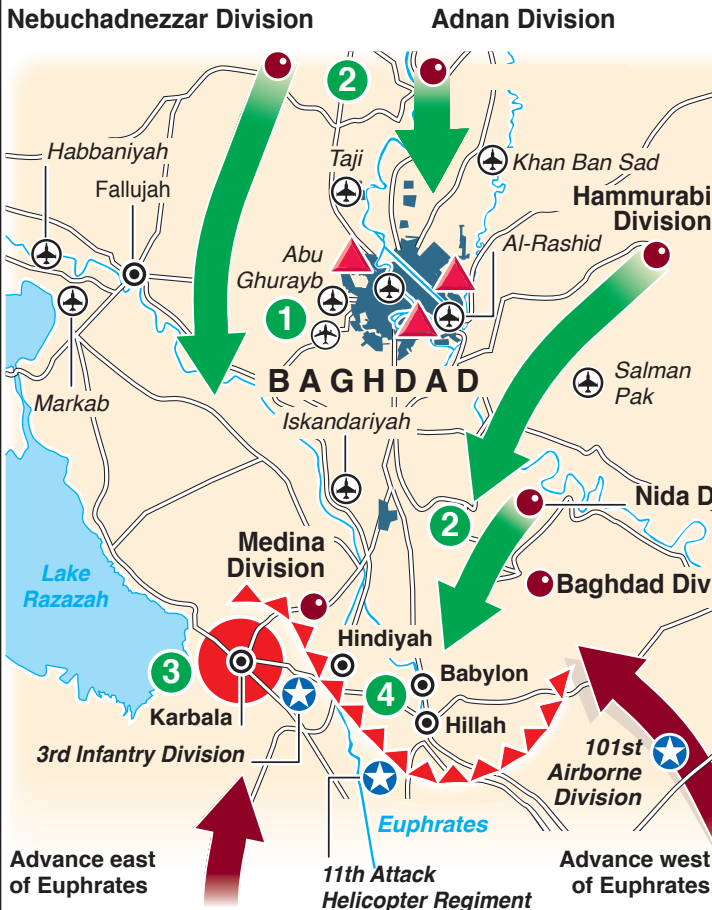 Nebuchadnezzar Division
Adnan Division
2
Habbaniyah
Taji
Khan Ban Sad
Fallujah
Hammurabi
Division
Abu
Ghurayb
Al-Rashid
1
Markab
BAGHDAD
Salman
Pak
Iskandariyah
Nida D
2
Medina
Division
Baghdad Div
Lake
Razazah
Hindiyah
3
Babylon
4
Karbala
Hillah
3rd Infantry Division
101st
Airborne
Division
Euphrates
Advance east
of Euphrates
11th Attack
Helicopter Regiment
Advance west
of Euphrates